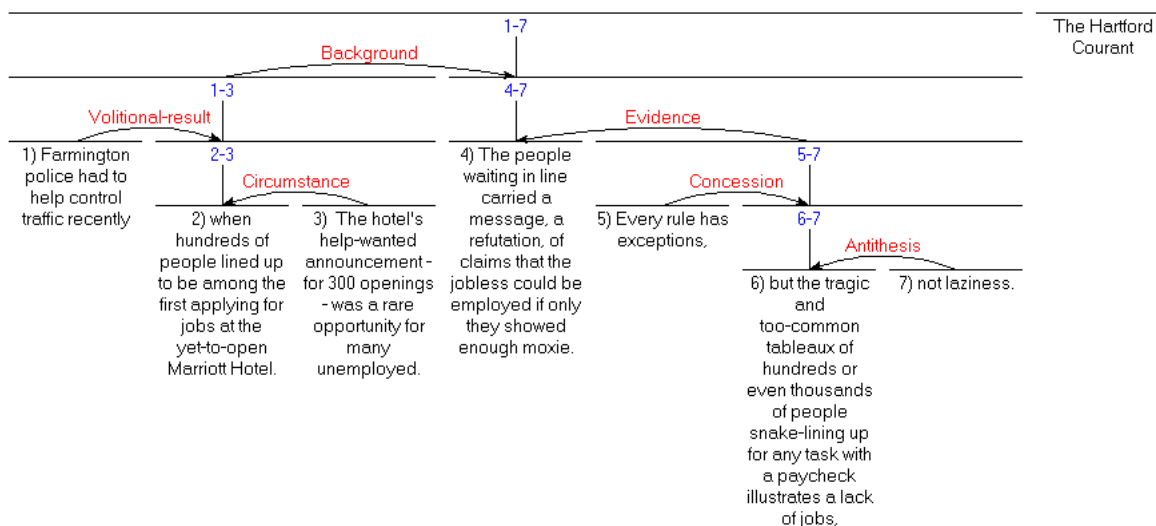 1-7
The Hartford
Courant
Background
1-3
4-7
Volitional-result
Evidence
1) Farmington
police had to
help control
traffic recently
2-3
Circumstance
2) when
hundreds of
people lined up
to be among the
first applying for
jobs at the
yet-to-open
Marriott Hotel.
3) The hotel's
help-wanted
announcement -
for 300 openings
- was a rare
opportunity for
many
unemployed.
4) The people
waiting in line
carried a
message, a
refutation, of
claims that the
jobless could be
employed if only
they showed
enough moxie.
5-7
Concession
5) Every rule has
exceptions,
6-7
Antithesis
6) but the tragic
and
too-common
tableaux of
hundreds or
even thousands
of people
snake-lining up
for any task with
a paycheck
illustrates a lack
of jobs,
7) not laziness.